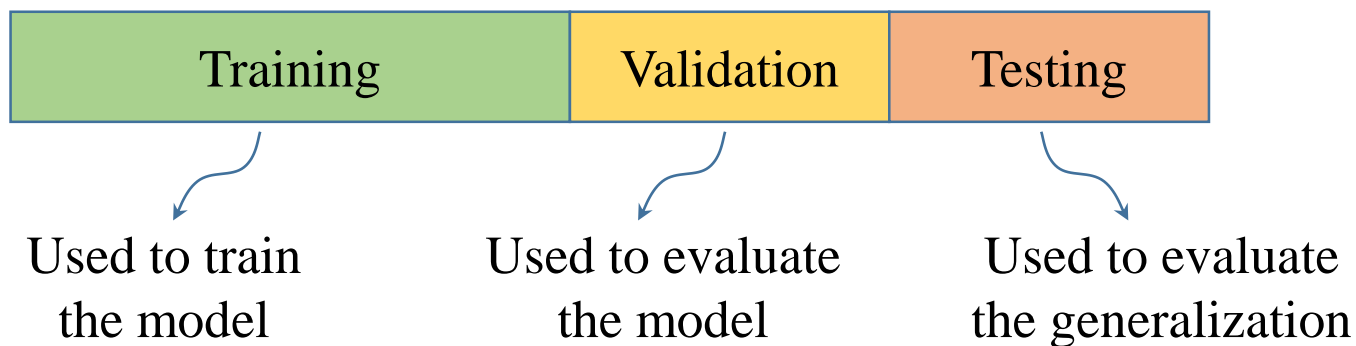 Training
Validation
Testing
Used to train
the model
Used to evaluate
the model
Used to evaluate
the generalization